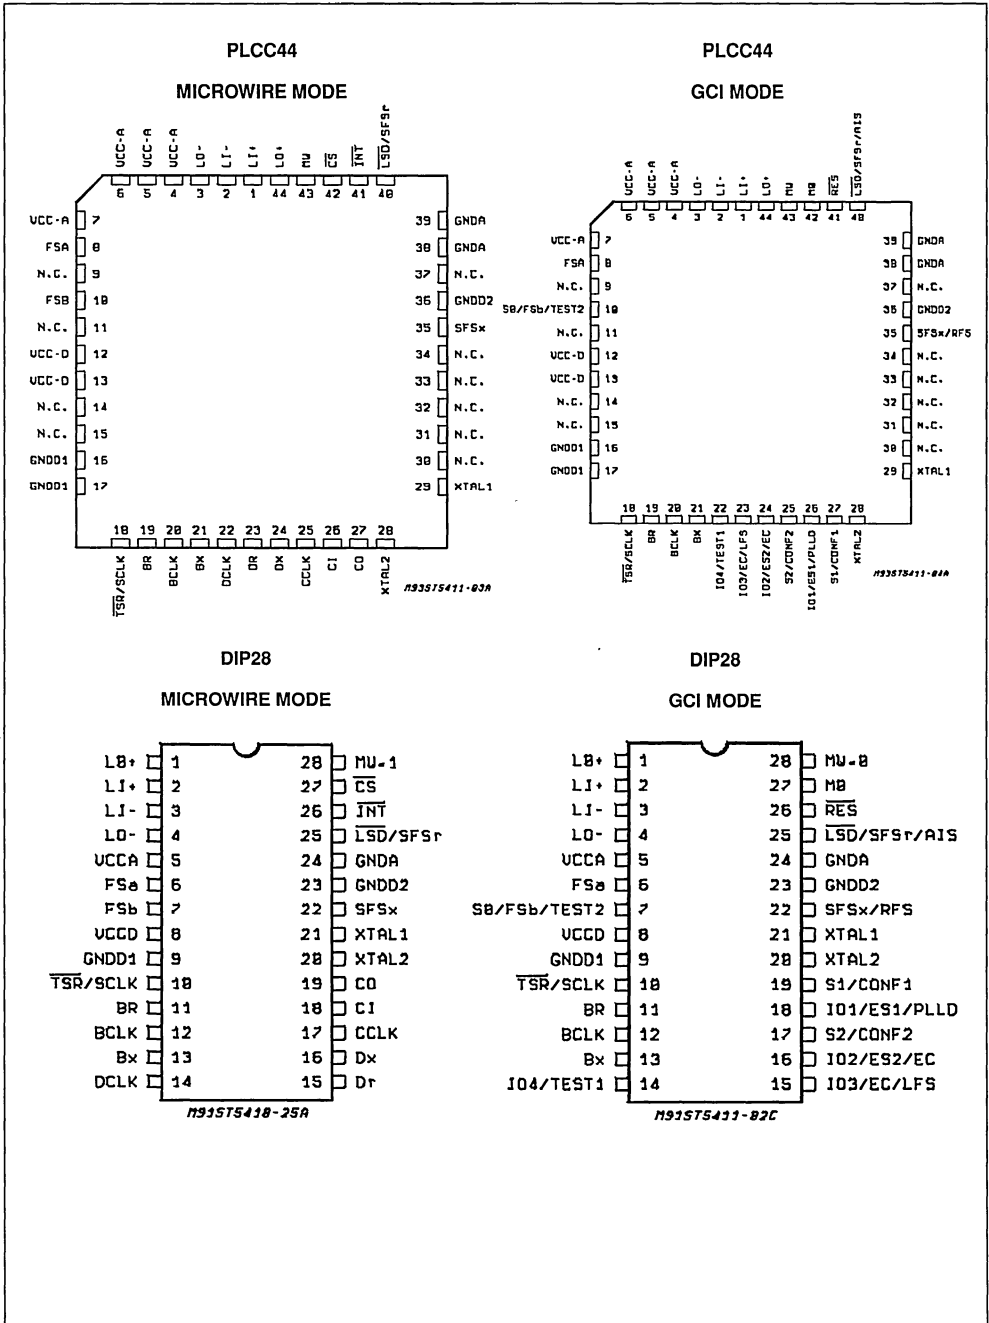 PLCC44
MICROWIRE MODE
VCC-A VCC-A VCC-A LO- LI- LI+ LO+ MW C̅S̅ I̅N̅T̅ L̅S̅D̅/SFSr
6 5 4 3 2 1 44 43 42 41 40
VCC-A 7 39 GNDA
FSA 8 38 GNDA
N.C. 9 37 N.C.
FSB 10 36 GNDD2
N.C. 11 35 SFSx
VCC-D 12 34 N.C.
VCC-D 13 33 N.C.
N.C. 14 32 N.C.
N.C. 15 31 N.C.
GNDD1 16 30 N.C.
GNDD1 17 29 XTAL1
18 19 20 21 22 23 24 25 26 27 28
T̅S̅R̅/SCLK BR BCLK BX DCLK DR DX CCLK CI CO XTAL2
M93ST5411-03A
PLCC44
GCI MODE
VCC-A VCC-A VCC-A LO- LI- LI+ LO+ MW M0 R̅E̅S̅ L̅S̅D̅/SFSr/AIS
6 5 4 3 2 1 44 43 42 41 40
VCC-A 7 39 GNDA
FSA 8 38 GNDA
N.C. 9 37 N.C.
S0/FSb/TEST2 10 36 GNDD2
N.C. 11 35 SFSx/RFS
VCC-D 12 34 N.C.
VCC-D 13 33 N.C.
N.C. 14 32 N.C.
N.C. 15 31 N.C.
GNDD1 16 30 N.C.
GNDD1 17 29 XTAL1
18 19 20 21 22 23 24 25 26 27 28
T̅S̅R̅/SCLK BR BCLK BX IO4/TEST1 IO3/EC/LFS IO2/ES2/EC S2/CONF2 IO1/ES1/PLLD S1/CONF1 XTAL2
M93ST5411-04A
DIP28
MICROWIRE MODE
L0+ 1 28 MW=1
LI+ 2 27 C̅S̅
LI- 3 26 I̅N̅T̅
LO- 4 25 L̅S̅D̅/SFSr
VCCA 5 24 GNDA
FSa 6 23 GNDD2
FSb 7 22 SFSx
VCCD 8 21 XTAL1
GNDD1 9 20 XTAL2
T̅S̅R̅/SCLK 10 19 CO
BR 11 18 CI
BCLK 12 17 CCLK
Bx 13 16 Dx
DCLK 14 15 Dr
M91ST5410-25A
DIP28
GCI MODE
L0+ 1 28 MW=0
LI+ 2 27 M0
LI- 3 26 R̅E̅S̅
LO- 4 25 L̅S̅D̅/SFSr/AIS
VCCA 5 24 GNDA
FSa 6 23 GNDD2
S0/FSb/TEST2 7 22 SFSx/RFS
VCCD 8 21 XTAL1
GNDD1 9 20 XTAL2
T̅S̅R̅/SCLK 10 19 S1/CONF1
BR 11 18 IO1/ES1/PLLD
BCLK 12 17 S2/CONF2
Bx 13 16 IO2/ES2/EC
IO4/TEST1 14 15 IO3/EC/LFS
M91ST5411-02C